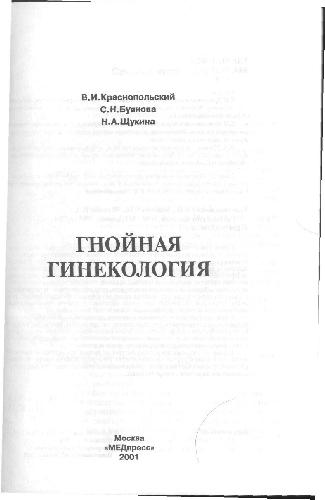 В.И.Краснопольский
С.Н.Буянова
Н.А.Щукина
ГНОЙНАЯ
ГИНЕКОЛОГИЯ
Москва
«МЕДпресс»
2001